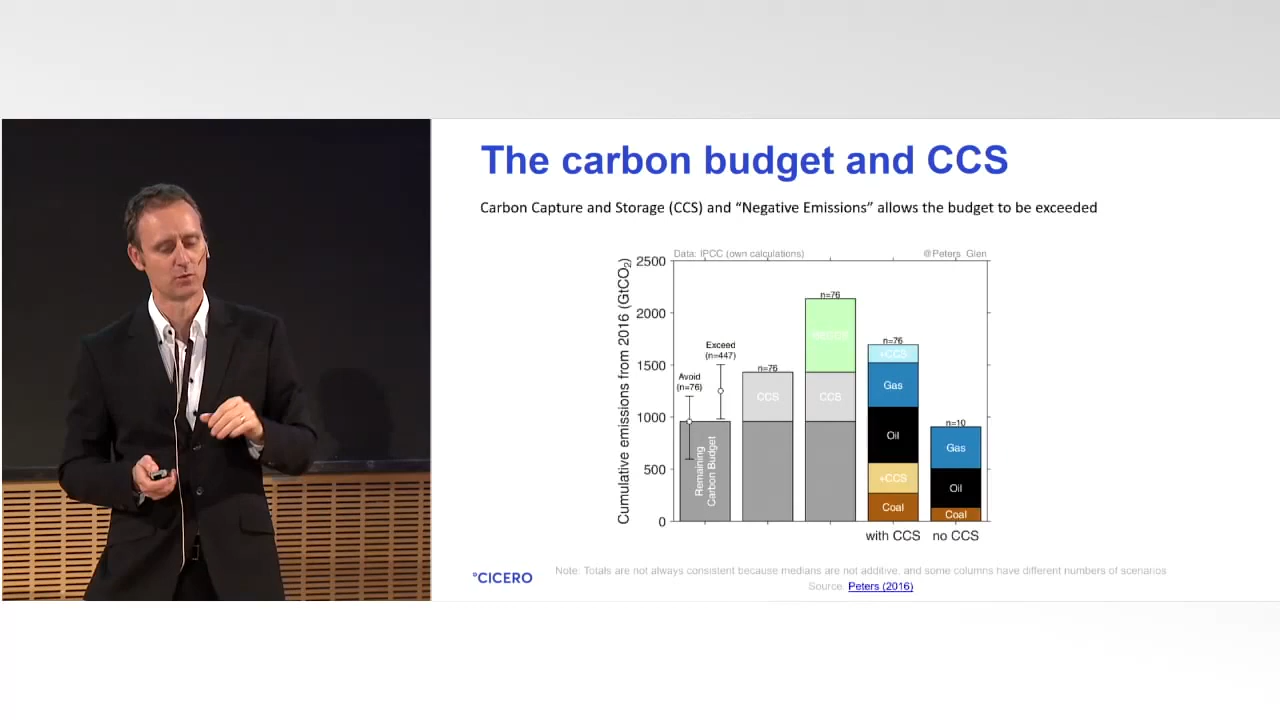 The carbon budget and CCS
Carbon Capture and Storage (CCS) and “Negative Emissions” allows the budget to be exceeded
Data: IPCC (own calculations)
@Peters_Glen
Cumulative emissions from 2016 (GtCO₂)
2500
2000
1500
1000
500
0
Avoid
(n=76)
Exceed
(n=447)
Remaining
Carbon Budget
n=76
CCS
n=76
CCS
n=76
+CCS
Gas
Oil
+CCS
Coal
n=10
Gas
Oil
Coal
with CCS
no CCS
°CICERO
Note: Totals are not always consistent because medians are not additive, and some columns have different numbers of scenarios
Source: Peters (2016)